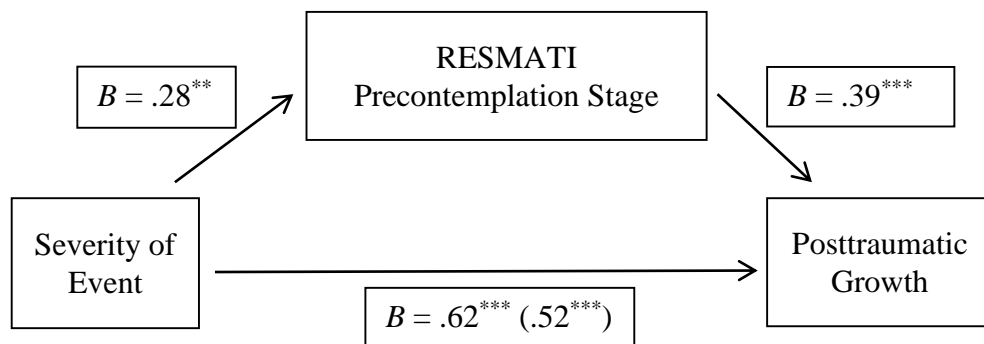 RESMATI
Precontemplation Stage
B = .28**
B = .39***
Severity of
Event
Posttraumatic
Growth
B = .62*** (.52***)